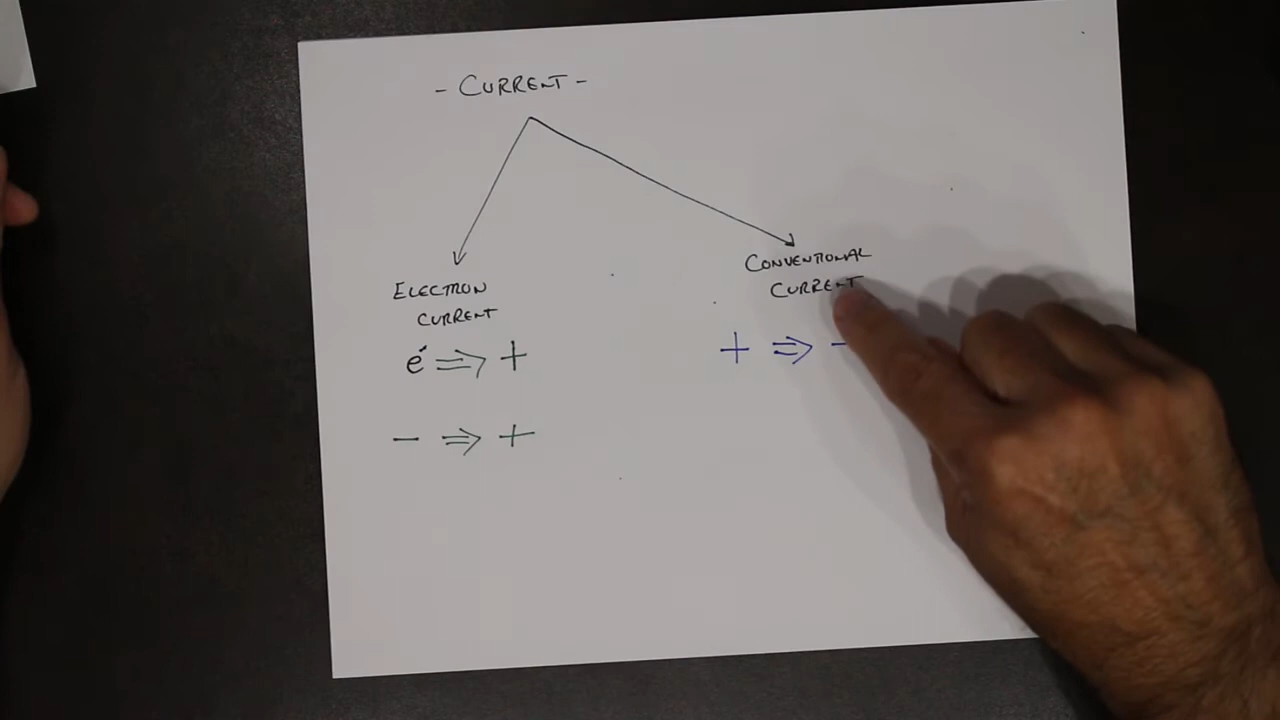 - CURRENT -
ELECTRON
CURRENT
e⁻ ⇒ +
- ⇒ +
CONVENTIONAL
CURRENT
+ ⇒ -